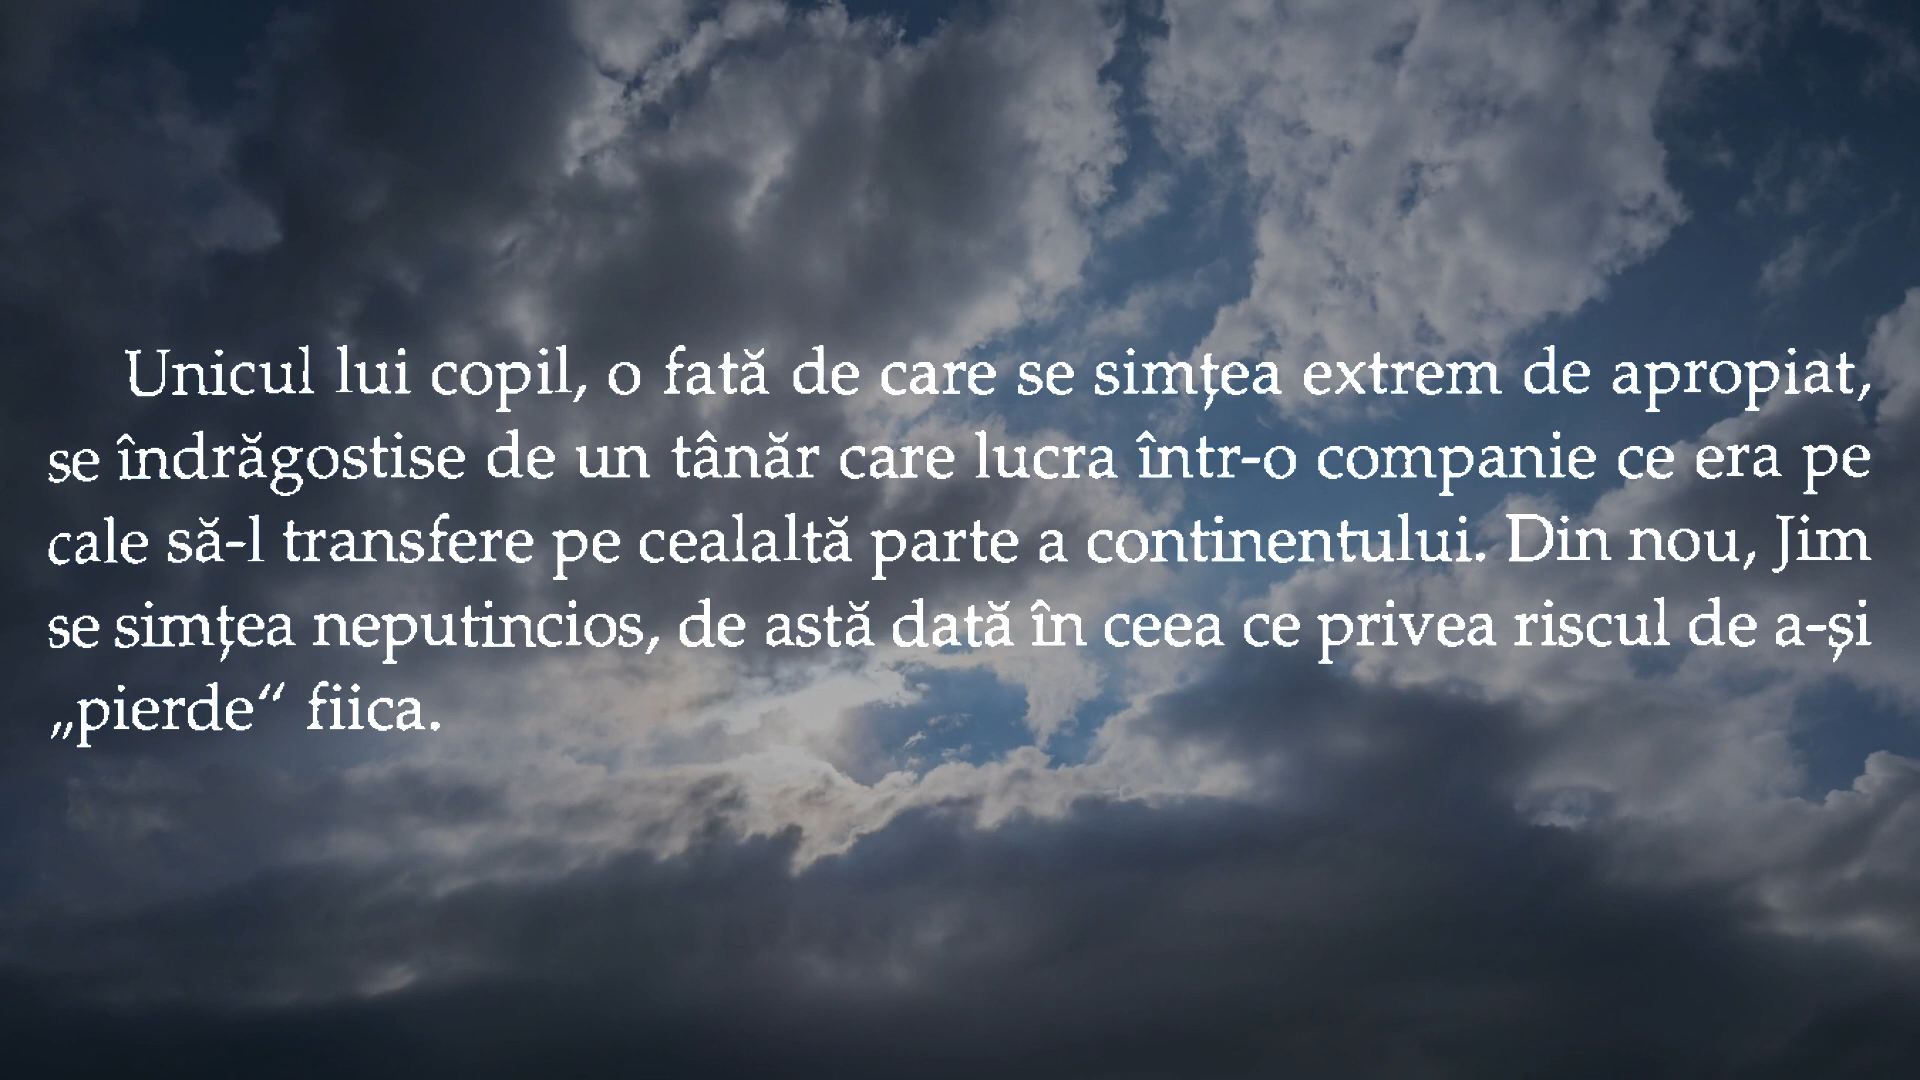 Unicul lui copil, o fată de care se simțea extrem de apropiat,
se îndrăgostise de un tânăr care lucra într-o companie ce era pe
cale să-l transfere pe cealaltă parte a continentului. Din nou, Jim
se simțea neputincios, de astă dată în ceea ce privea riscul de a-și
„pierde“ fiica.